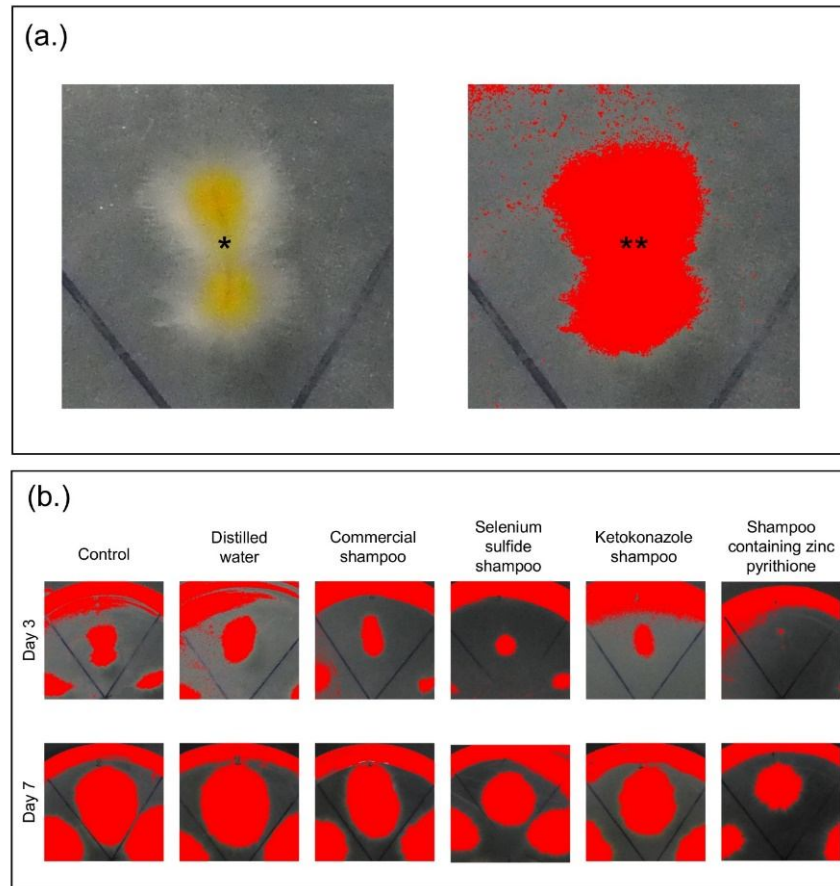 (a.)
*
**
(b.)
Control
Distilled
water
Commercial
shampoo
Selenium
sulfide
shampoo
Ketokonazole
shampoo
Shampoo
containing zinc
pyrithione
Day 3
Day 7